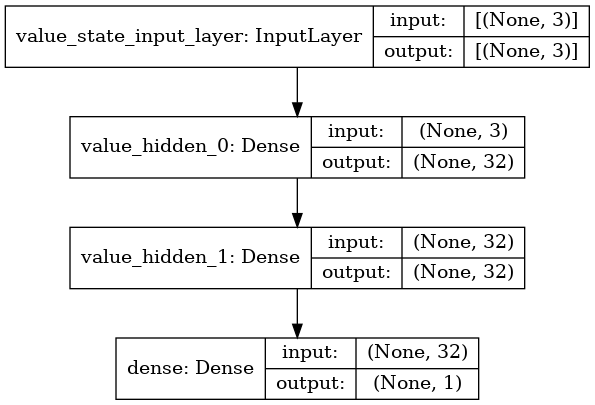 value_state_input_layer: InputLayer
input:
[(None, 3)]
output:
[(None, 3)]
value_hidden_0: Dense
input:
(None, 3)
output:
(None, 32)
value_hidden_1: Dense
input:
(None, 32)
output:
(None, 32)
dense: Dense
input:
(None, 32)
output:
(None, 1)